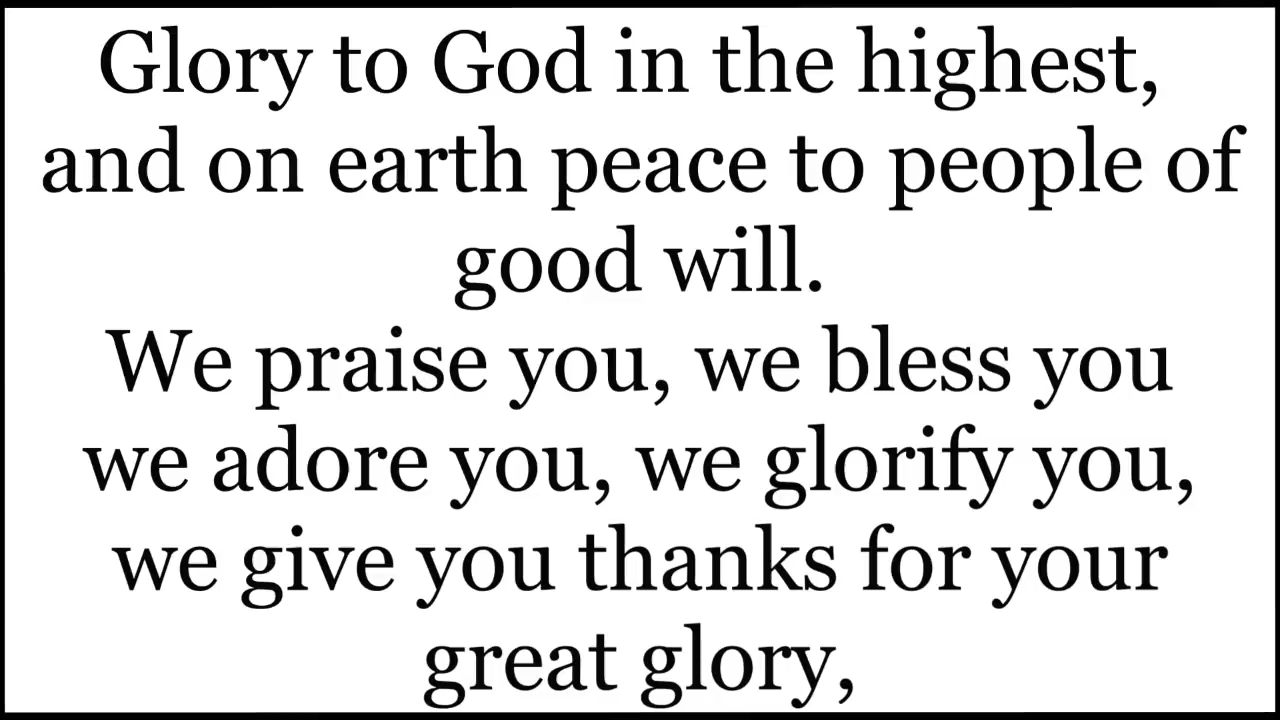 Glory to God in the highest,
and on earth peace to people of
good will.
We praise you, we bless you
we adore you, we glorify you,
we give you thanks for your
great glory,